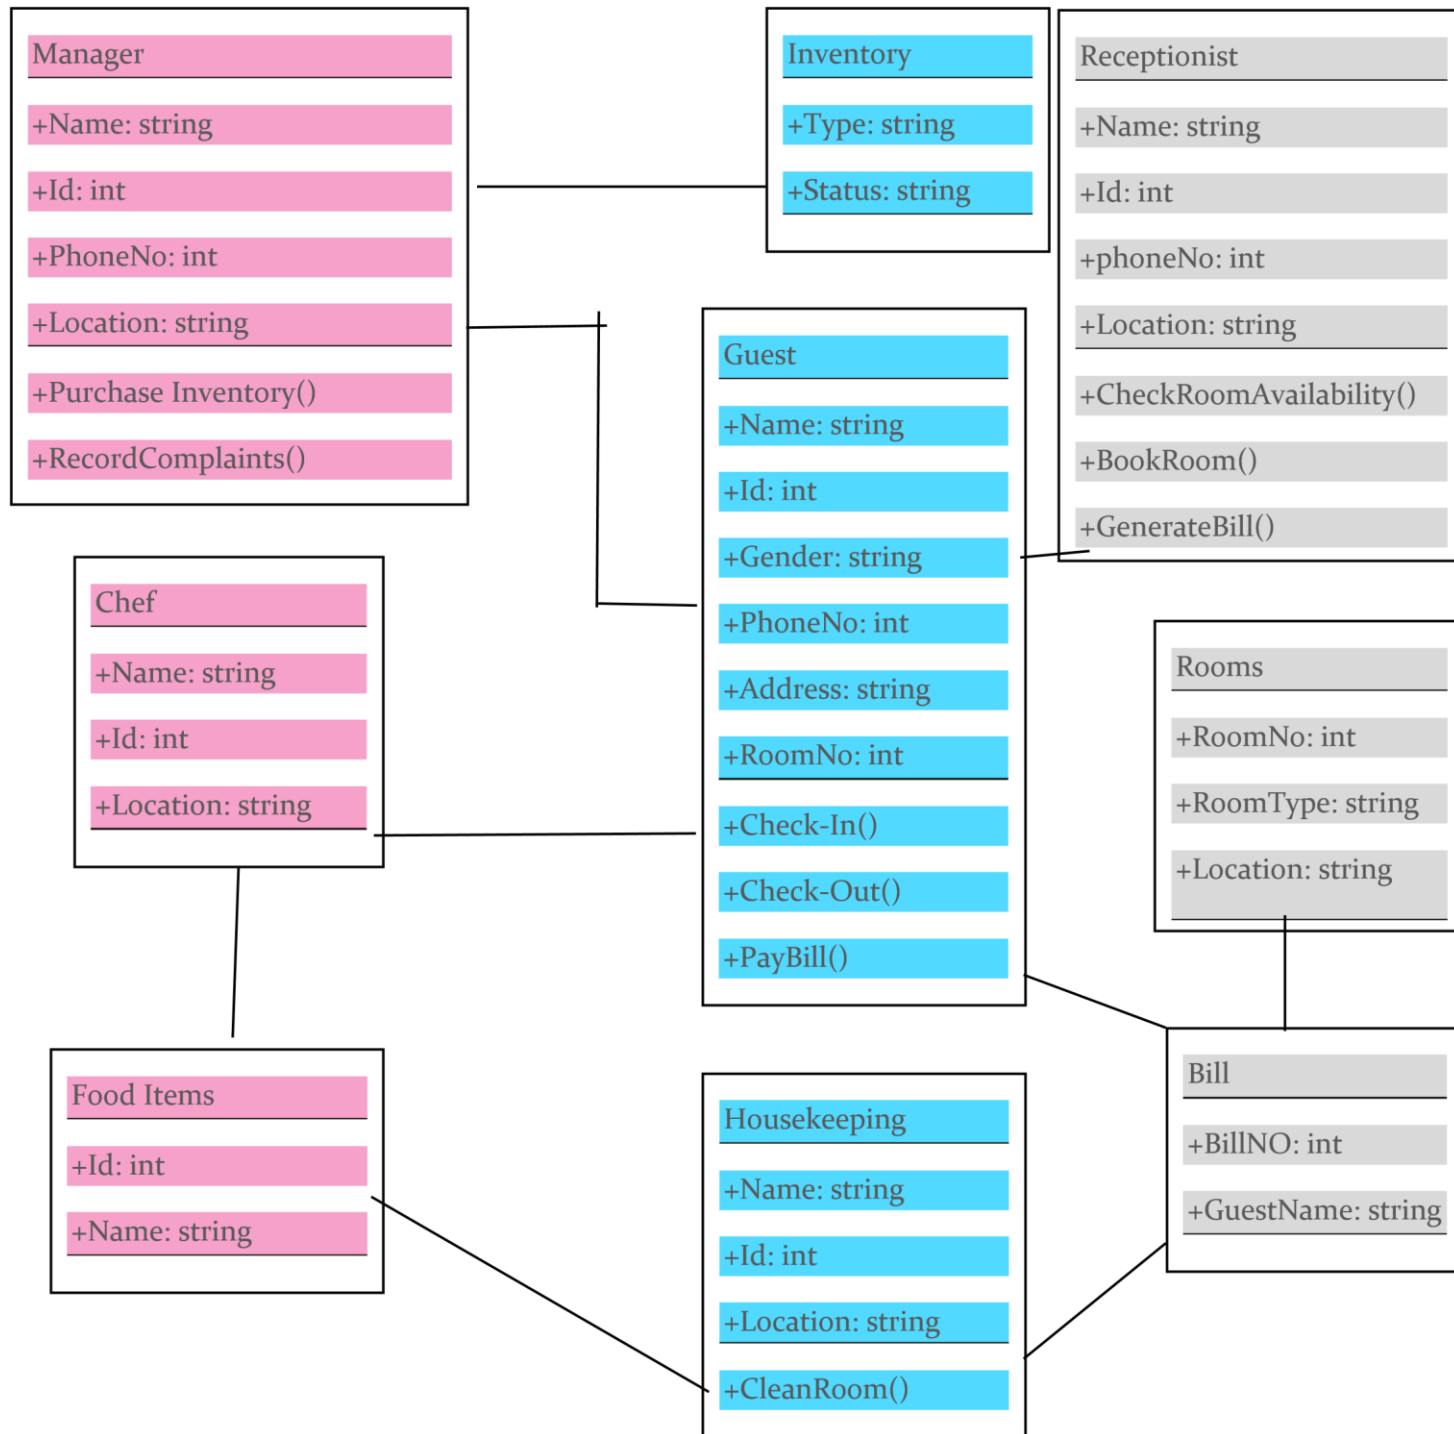 Manager
+Name: string
+Id: int
+PhoneNo: int
+Location: string
+Purchase Inventory()
+RecordComplaints()
Inventory
+Type: string
+Status: string
Receptionist
+Name: string
+Id: int
+phoneNo: int
+Location: string
+CheckRoomAvailability()
+BookRoom()
+GenerateBill()
Guest
+Name: string
+Id: int
+Gender: string
+PhoneNo: int
+Address: string
+RoomNo: int
+Check-In()
+Check-Out()
+PayBill()
Chef
+Name: string
+Id: int
+Location: string
Rooms
+RoomNo: int
+RoomType: string
+Location: string
Food Items
+Id: int
+Name: string
Housekeeping
+Name: string
+Id: int
+Location: string
+CleanRoom()
Bill
+BillNO: int
+GuestName: string